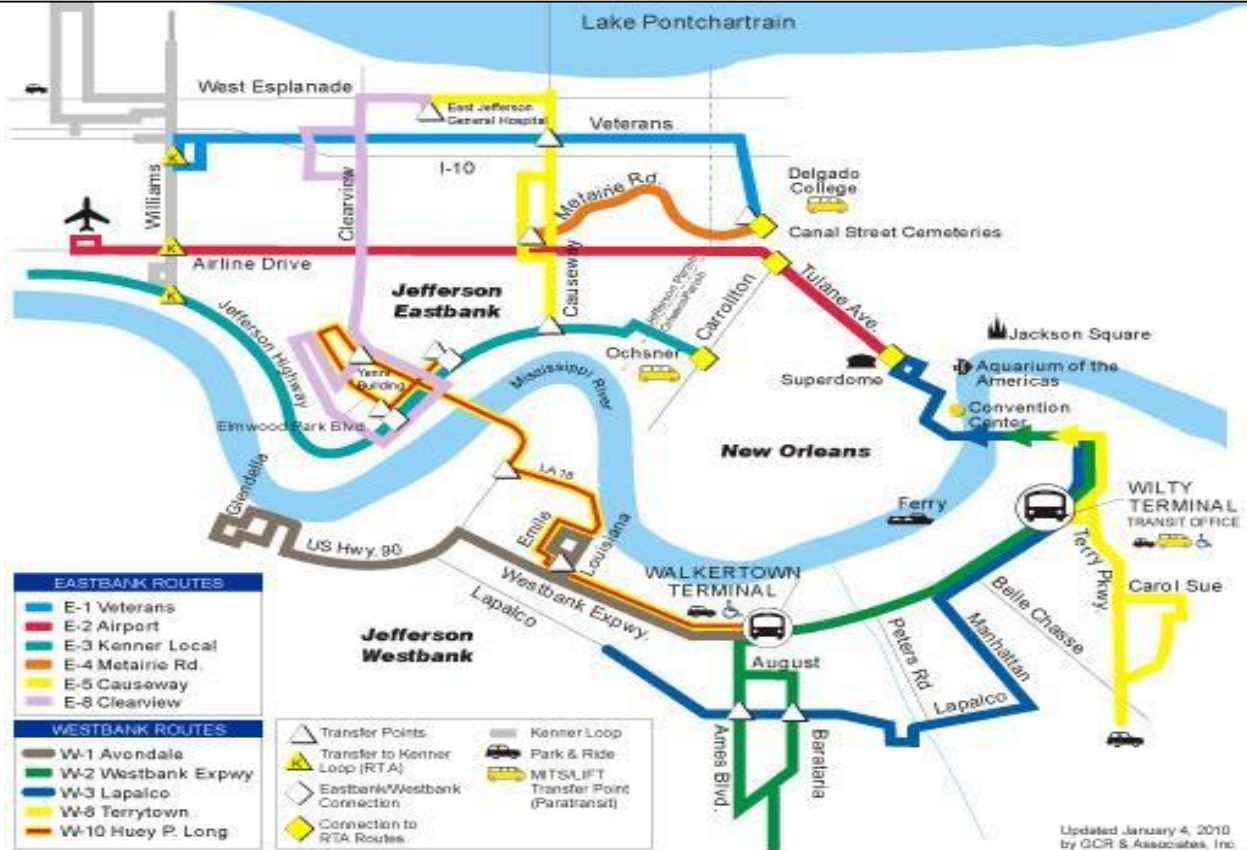 Lake Pontchartrain
West Esplanade
East Jefferson
General Hospital
Veterans
I-10
Williams
Clearview
Metairie Rd.
Delgado
College
Canal Street Cemeteries
Airline Drive
Causeway
Jefferson
Eastbank
Carrollton
Tulane Ave.
Jefferson Highway
Ochsner
Jackson Square
Superdome
Aquarium of the
Americas
Yenni
Building
Mississippi River
Convention
Center
Elmwood Park Blvd.
New Orleans
LA 18
Glendella
WILTY
TERMINAL
TRANSIT OFFICE
Ferry
Emile
Louisiana
US Hwy. 90
Terry Pkwy.
WALKERTOWN
TERMINAL
Carol Sue
Westbank Expwy.
Belle Chasse
Lapalco
Manhattan
Peters Rd
Jefferson
Westbank
August
Lapalco
Ames Blvd.
Barataria
EASTBANK ROUTES
E-1 Veterans
E-2 Airport
E-3 Kenner Local
E-4 Metairie Rd.
E-5 Causeway
E-8 Clearview
WESTBANK ROUTES
W-1 Avondale
W-2 Westbank Expwy
W-3 Lapalco
W-8 Terrytown
W-10 Huey P. Long
Transfer Points
Transfer to Kenner
Loop (RTA)
Eastbank/Westbank
Connection
Connection to
RTA Routes
Kenner Loop
Park & Ride
MITS/LIFT
Transfer Point
(Paratransit)
K
K
K
K
Updated January 4, 2010
by GCR & Associates, Inc.